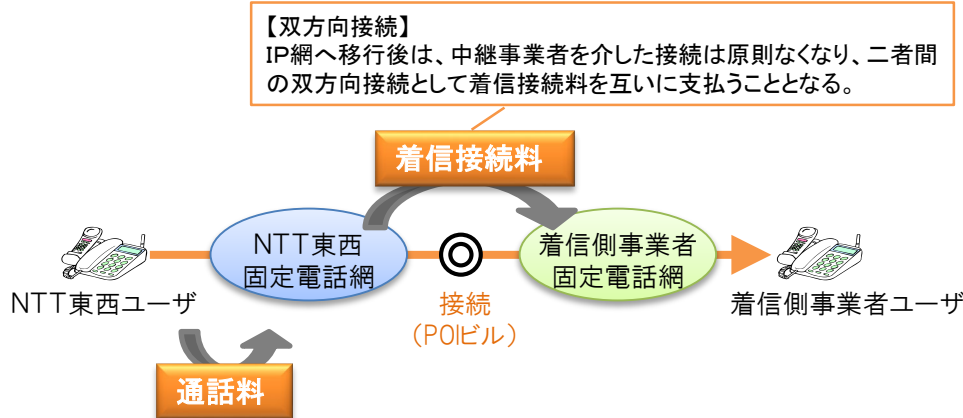 【双方向接続】
IP網へ移行後は、中継事業者を介した接続は原則なくなり、二者間
の双方向接続として着信接続料を互いに支払うこととなる。
着信接続料
NTT東西
固定電話網
着信側事業者
固定電話網
NTT東西ユーザ
接続
（POIビル）
着信側事業者ユーザ
通話料